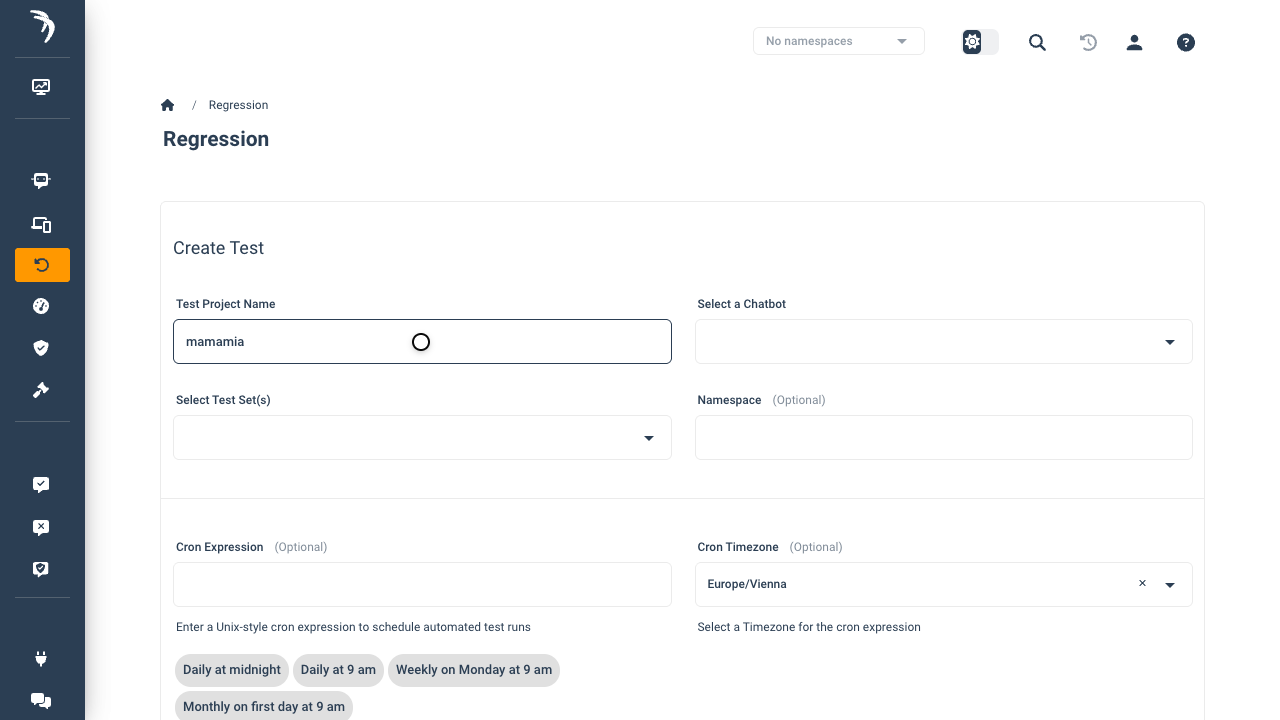 No namespaces
/ Regression
Regression
Create Test
Test Project Name
Select a Chatbot
mamamia
Select Test Set(s)
Namespace (Optional)
Cron Expression (Optional)
Cron Timezone (Optional)
Europe/Vienna ×
Enter a Unix-style cron expression to schedule automated test runs
Select a Timezone for the cron expression
Daily at midnight Daily at 9 am Weekly on Monday at 9 am
Monthly on first day at 9 am